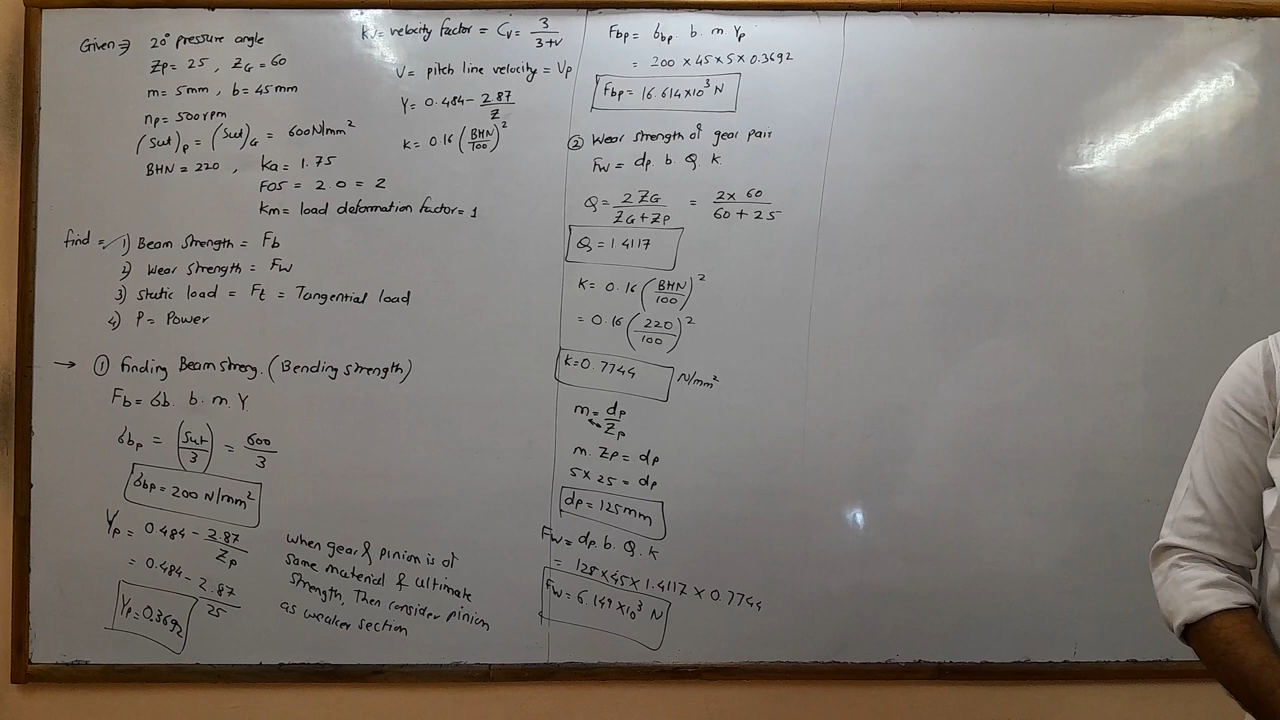 Given ⇒ 20° pressure angle
Zp = 25 , ZG = 60
m = 5mm , b = 45 mm
np = 500 rpm
(Sut)p = (Sut)G = 600 N/mm²
BHN = 220 , ka = 1.75
FOS = 2.0 = 2
km = load deformation factor = 1
Kv = velocity factor = Cv = 3/(3+v)
V = pitch line velocity = Vp
Y = 0.484 - 2.87/Z
K = 0.16 (BHN/100)²
find = 1) Beam strength = Fb
2) Wear strength = Fw
3) static load = Ft = Tangential load
4) P = Power
→ ① finding Beam streng. (Bending strength)
Fb = σb. b. m. Y
σbp = (Sut/3) = 600/3
σbp = 200 N/mm²
Yp = 0.484 - 2.87/Zp
= 0.484 - 2.87/25
Yp = 0.3692
when gear & pinion is of
same material & ultimate
strength, Then consider pinion
as weaker section
Fbp = σbp. b. m Yp
= 200 × 45 × 5 × 0.3692
Fbp = 16.614 × 10³ N
② Wear strength of gear pair
Fw = dp. b. Q. k.
Q = 2ZG/(ZG + Zp) = (2 × 60)/(60 + 25)
Q = 1.4117
K = 0.16 (BHN/100)²
= 0.16 (220/100)²
K = 0.7744 N/mm²
m = dp/Zp
m. Zp = dp
5 × 25 = dp
dp = 125 mm
Fw = dp. b. Q. k
= 125 × 45 × 1.4117 × 0.7744
Fw = 6.149 × 10³ N